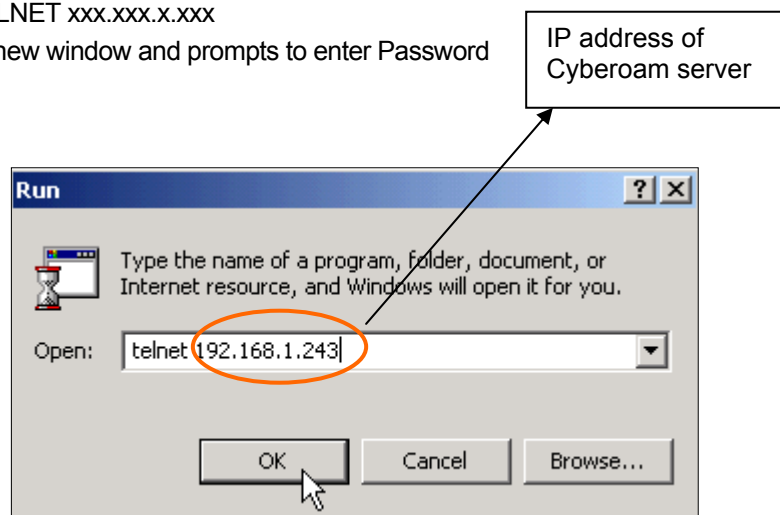 LNET xxx.xxx.x.xxx
new window and prompts to enter Password
IP address of
Cyberoam server
Run
Type the name of a program, folder, document, or
Internet resource, and Windows will open it for you.
Open: telnet 192.168.1.243
OK Cancel Browse...